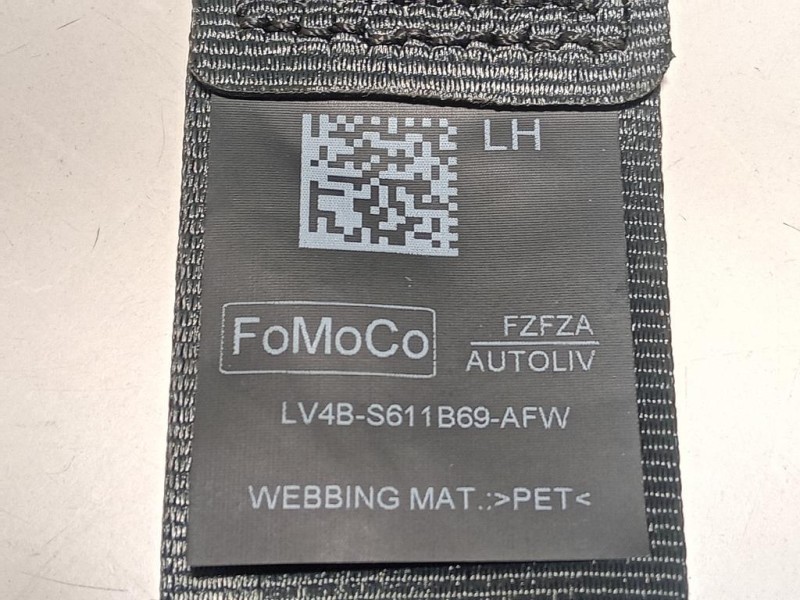 LH
FoMoCo
FZFZA
AUTOLIV
LV4B-S611B69-AFW
WEBBING MAT.:>PET<